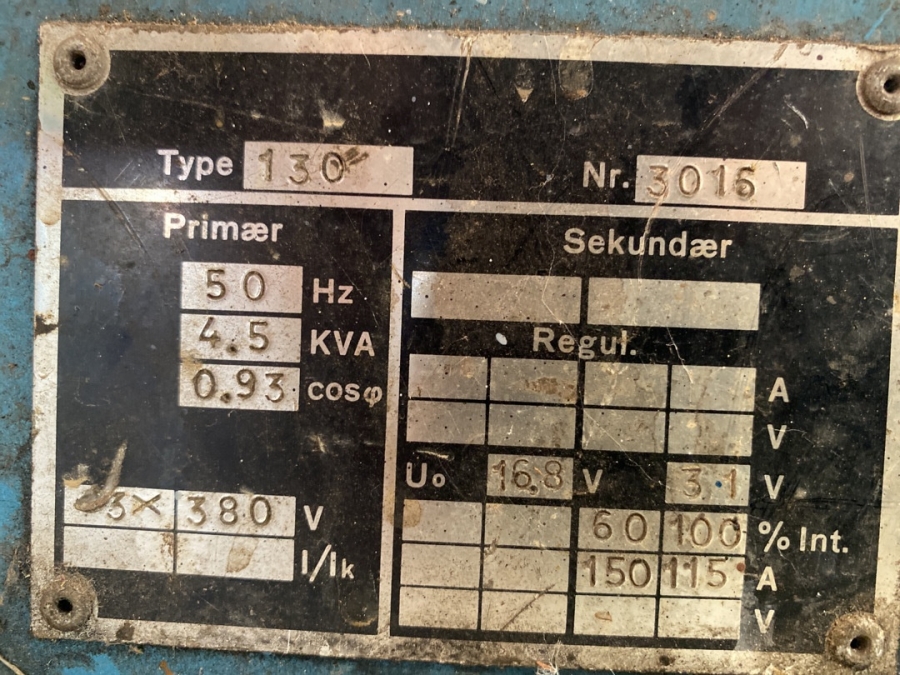 Type 130 Nr. 3016
Primær
Sekundær
50 Hz
4.5 KVA
Regul.
0.93 cosφ
A
V
Uo 16.8 V 31 V
3x 380 V
60 100 % Int.
I/Ik
150 115 A
V